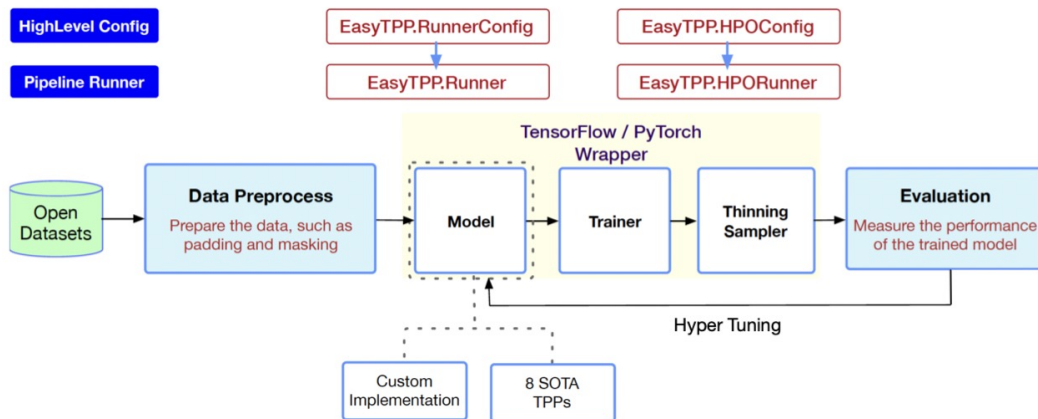 HighLevel Config
EasyTPP.RunnerConfig
EasyTPP.HPOConfig
Pipeline Runner
EasyTPP.Runner
EasyTPP.HPORunner
TensorFlow / PyTorch
Wrapper
Open
Datasets
Data Preprocess
Prepare the data, such as
padding and masking
Model
Trainer
Thinning
Sampler
Evaluation
Measure the performance
of the trained model
Hyper Tuning
Custom
Implementation
8 SOTA
TPPs